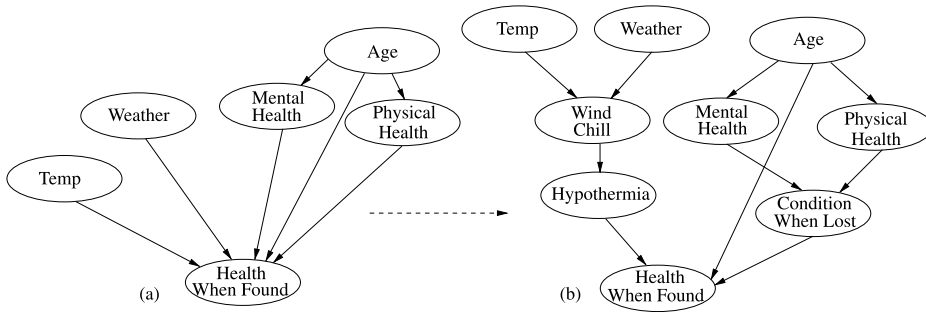 Age
Mental
Health
Weather
Physical
Health
Temp
Health
When Found
(a)
Temp
Weather
Age
Wind
Chill
Mental
Health
Physical
Health
Hypothermia
Condition
When Lost
Health
When Found
(b)